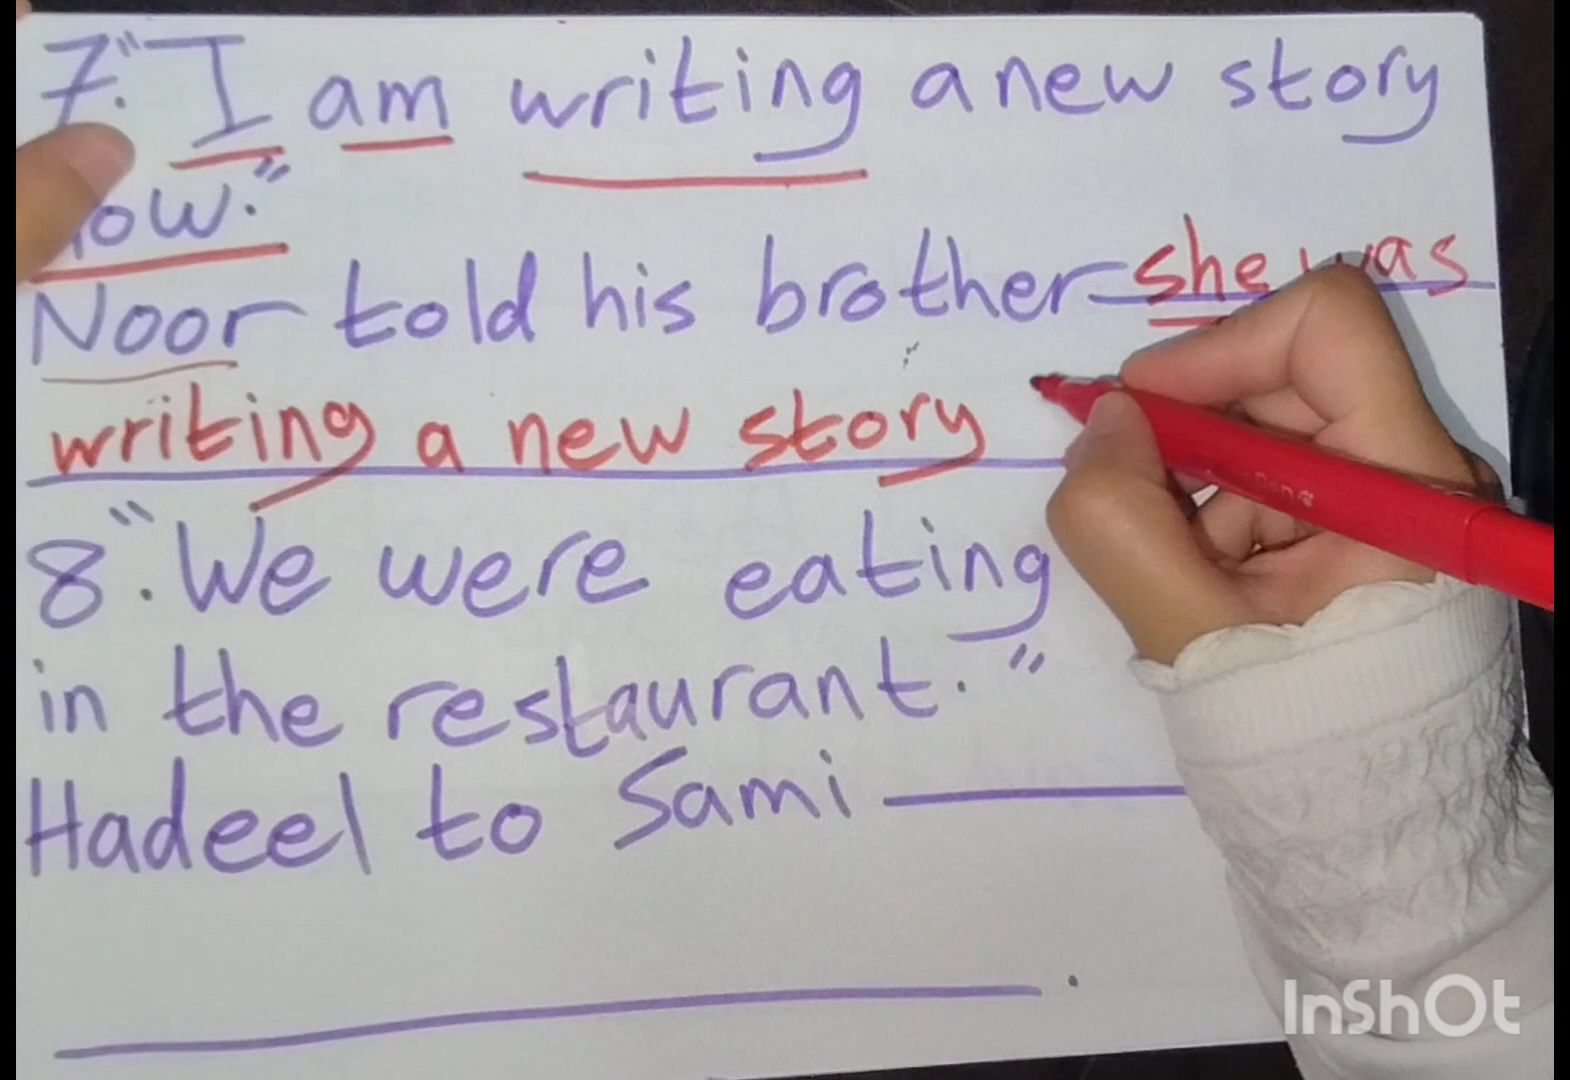 7. "I am writing a new story
now."
Noor told his brother she was
writing a new story
8. "We were eating
in the restaurant."
Hadeel to Sami
.
InShOt